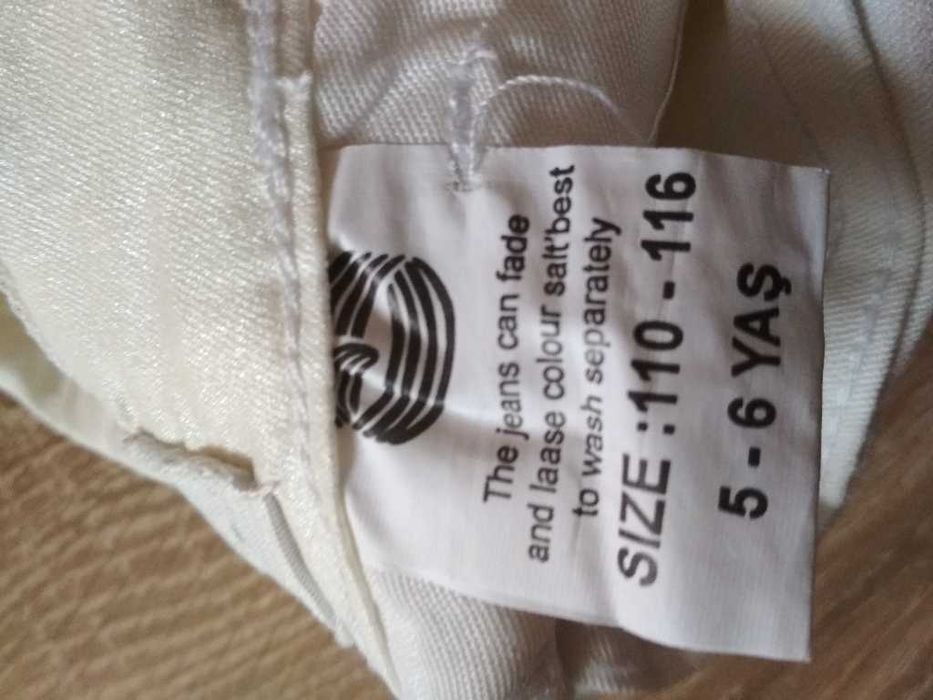 The jeans can fade
and laase colour salt'best
to wash separately
SIZE :110 - 116
5 - 6 YAŞ